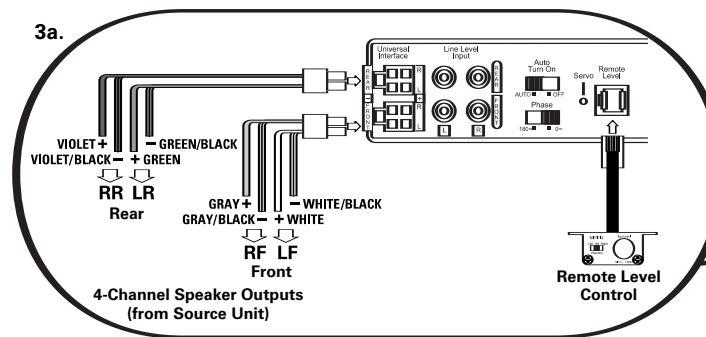 3a.
Universal
Interface
Line Level
Input
Auto
Turn On
AUTO
OFF
Servo
Remote
Level
Phase
180
0
REAR
FRONT
R
L
R
L
REAR
FRONT
L
R
VIOLET +
VIOLET/BLACK –
– GREEN/BLACK
+ GREEN
RR LR
Rear
GRAY +
GRAY/BLACK –
– WHITE/BLACK
+ WHITE
RF LF
Front
4-Channel Speaker Outputs
(from Source Unit)
Remote Level
Control